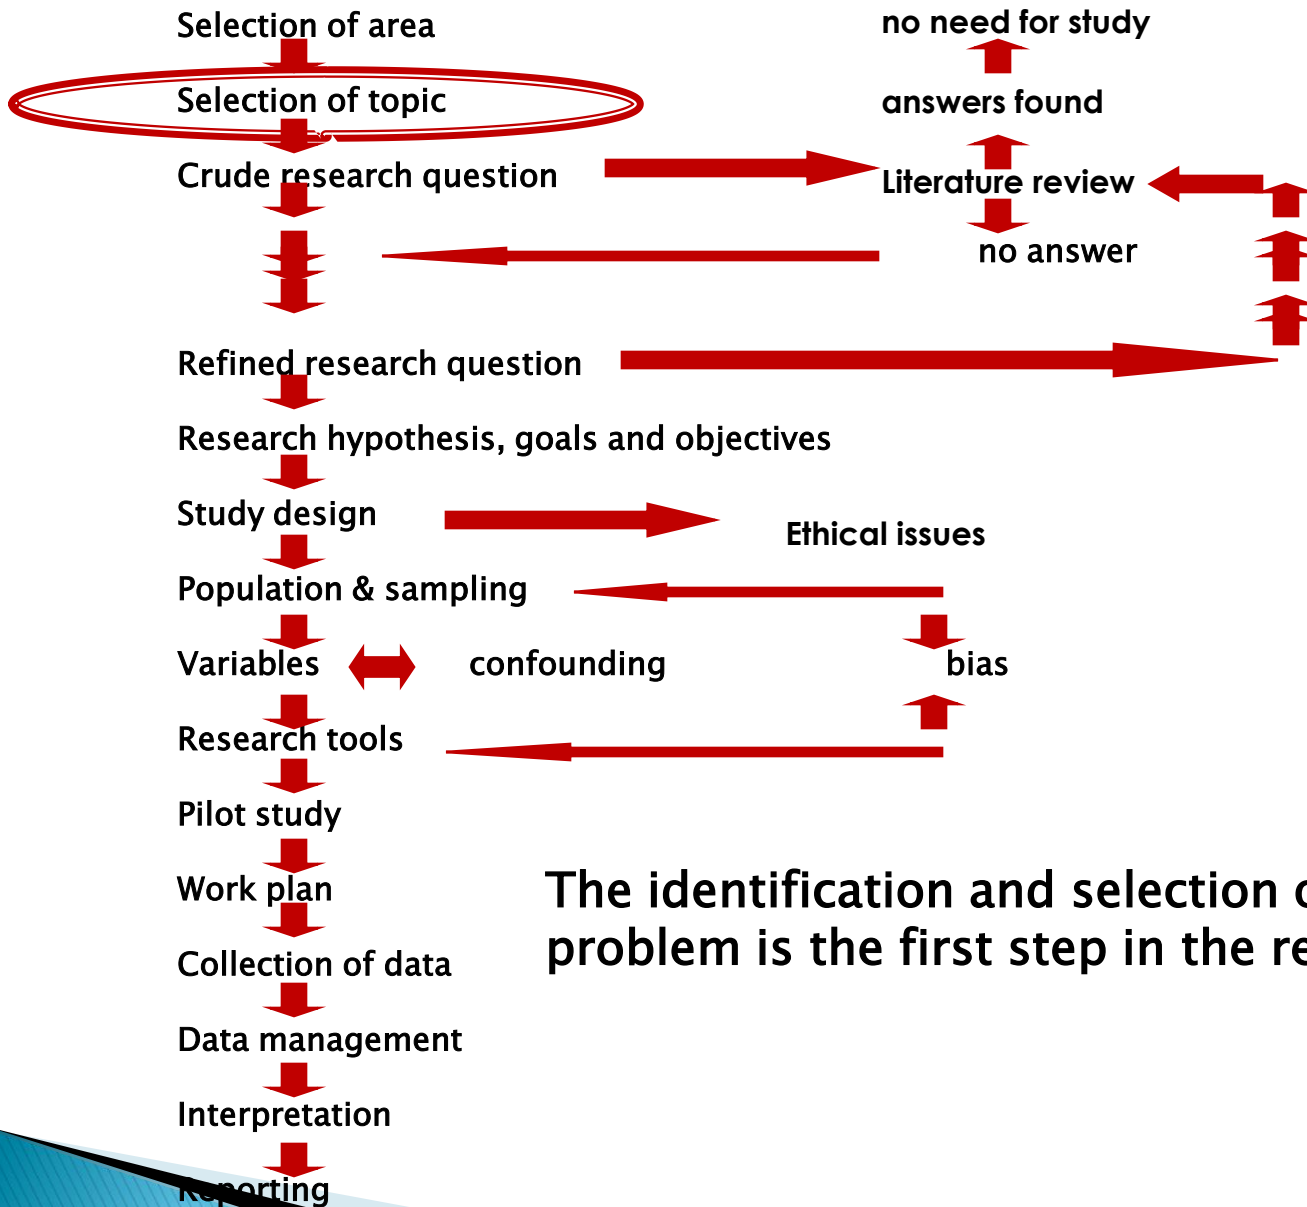 Selection of area
no need for study
Selection of topic
answers found
Crude research question
Literature review
no answer
Refined research question
Research hypothesis, goals and objectives
Study design
Ethical issues
Population & sampling
Variables
confounding
bias
Research tools
Pilot study
Work plan
The identification and selection
problem is the first step in the
Collection of data
Data management
Interpretation
Reporting